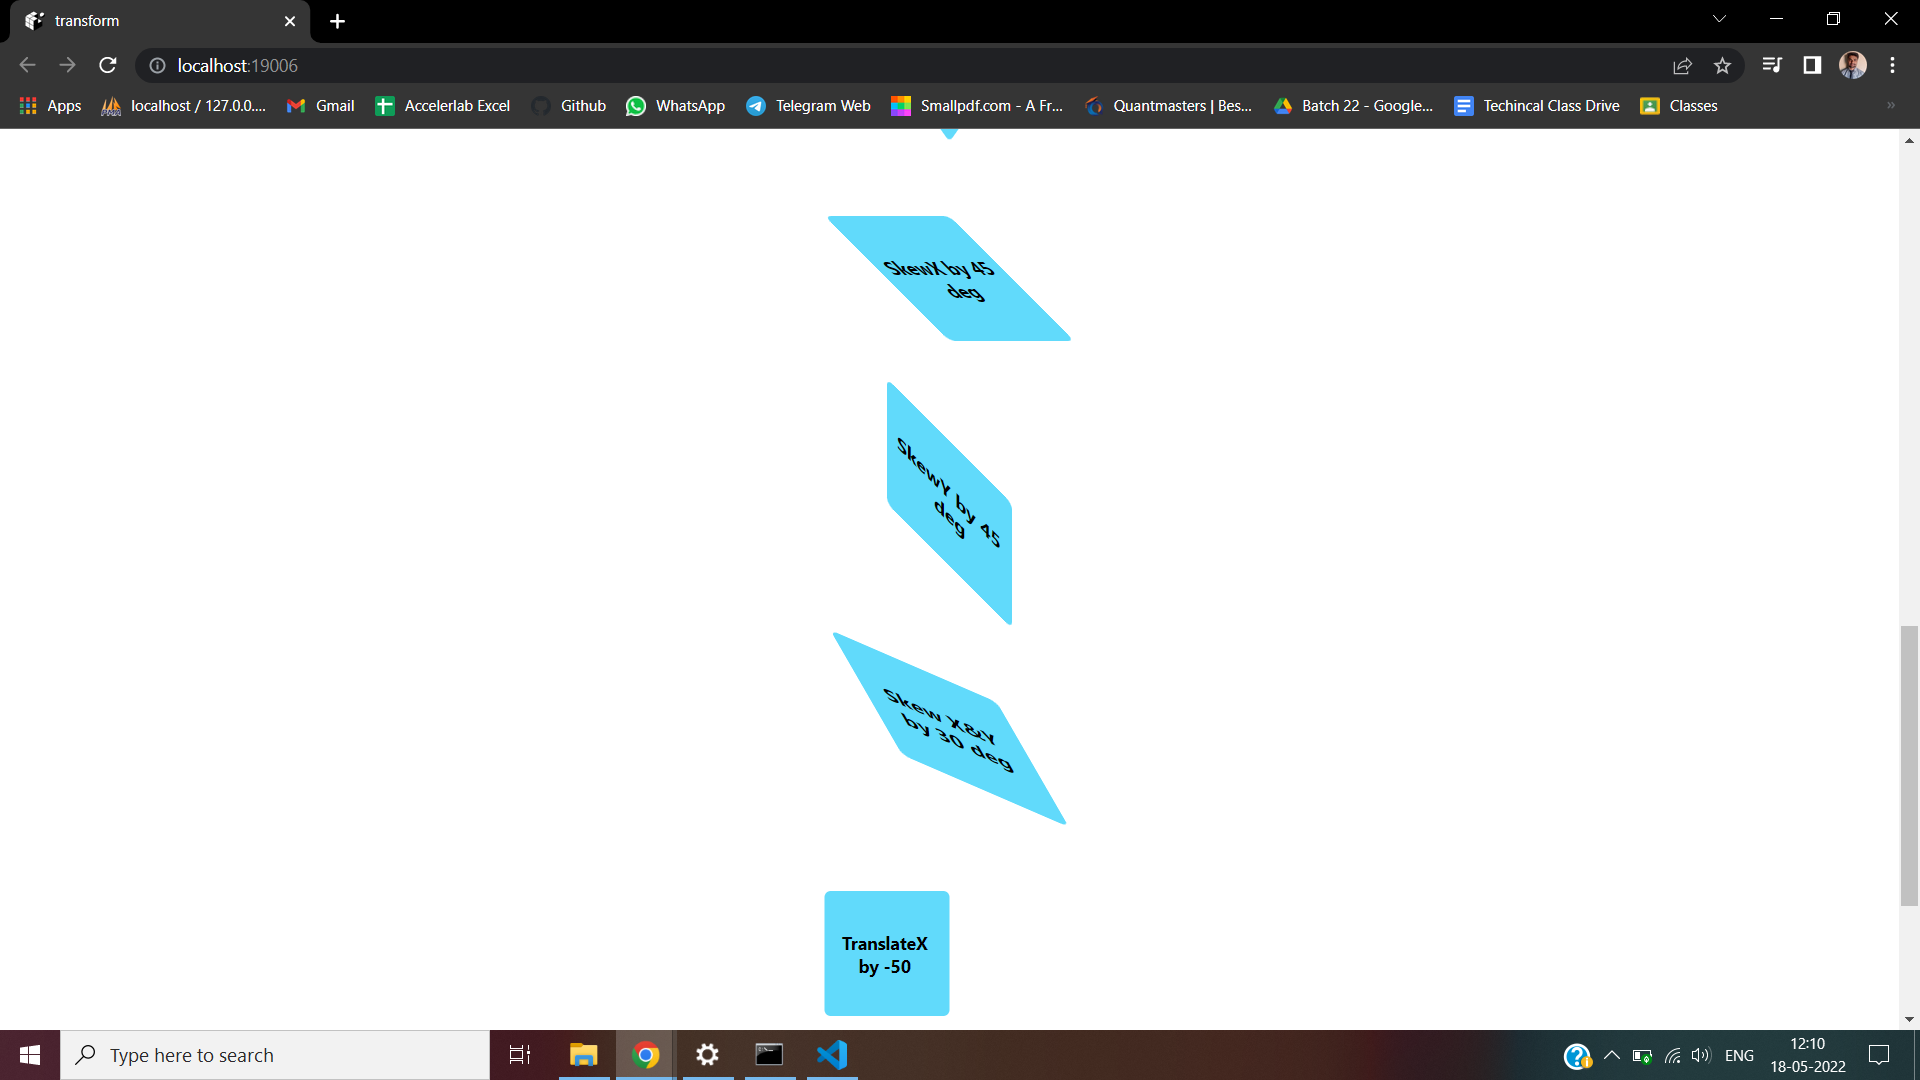 transform
localhost:19006
Apps
localhost / 127.0.0....
Gmail
Accelerlab Excel
Github
WhatsApp
Telegram Web
Smallpdf.com - A Fr...
Quantmasters | Bes...
Batch 22 - Google...
Techincal Class Drive
Classes
SkewX by 45
deg
SkewY by 45
deg
Skew X&Y
by 30 deg
TranslateX
by -50
Type here to search
ENG
12:10
18-05-2022